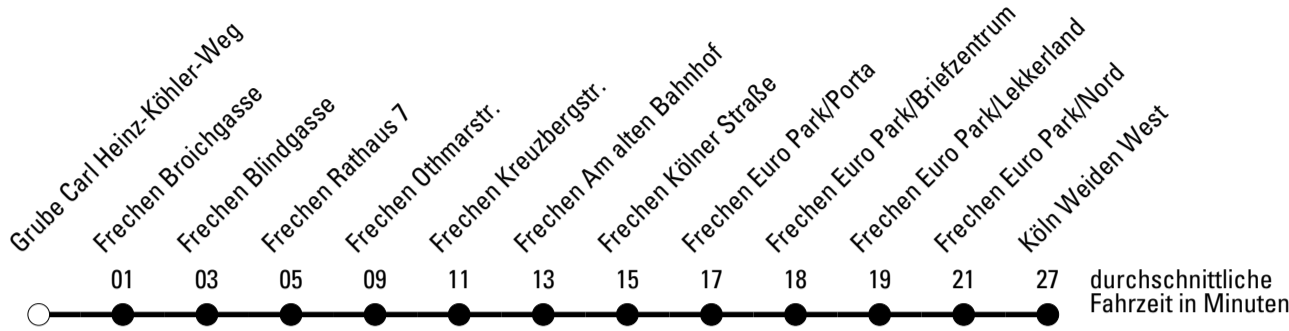 Grube Carl Heinz-Köhler-Weg
Frechen Broichgasse
Frechen Blindgasse
Frechen Rathaus 7
Frechen Othmarstr.
Frechen Kreuzbergstr.
Frechen Am alten Bahnhof
Frechen Kölner Straße
Frechen Euro Park/Porta
Frechen Euro Park/Briefzentrum
Frechen Euro Park/Lekkerland
Frechen Euro Park/Nord
Köln Weiden West
01 03 05 09 11 13 15 17 18 19 21 27
durchschnittliche
Fahrzeit in Minuten